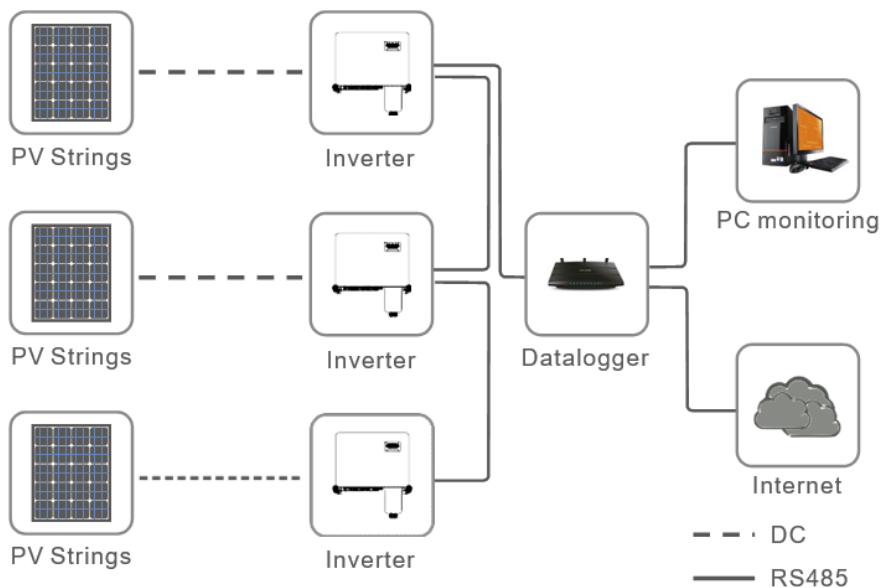 PV Strings
Inverter
PC monitoring
PV Strings
Inverter
Datalogger
Internet
PV Strings
Inverter
DC
RS485